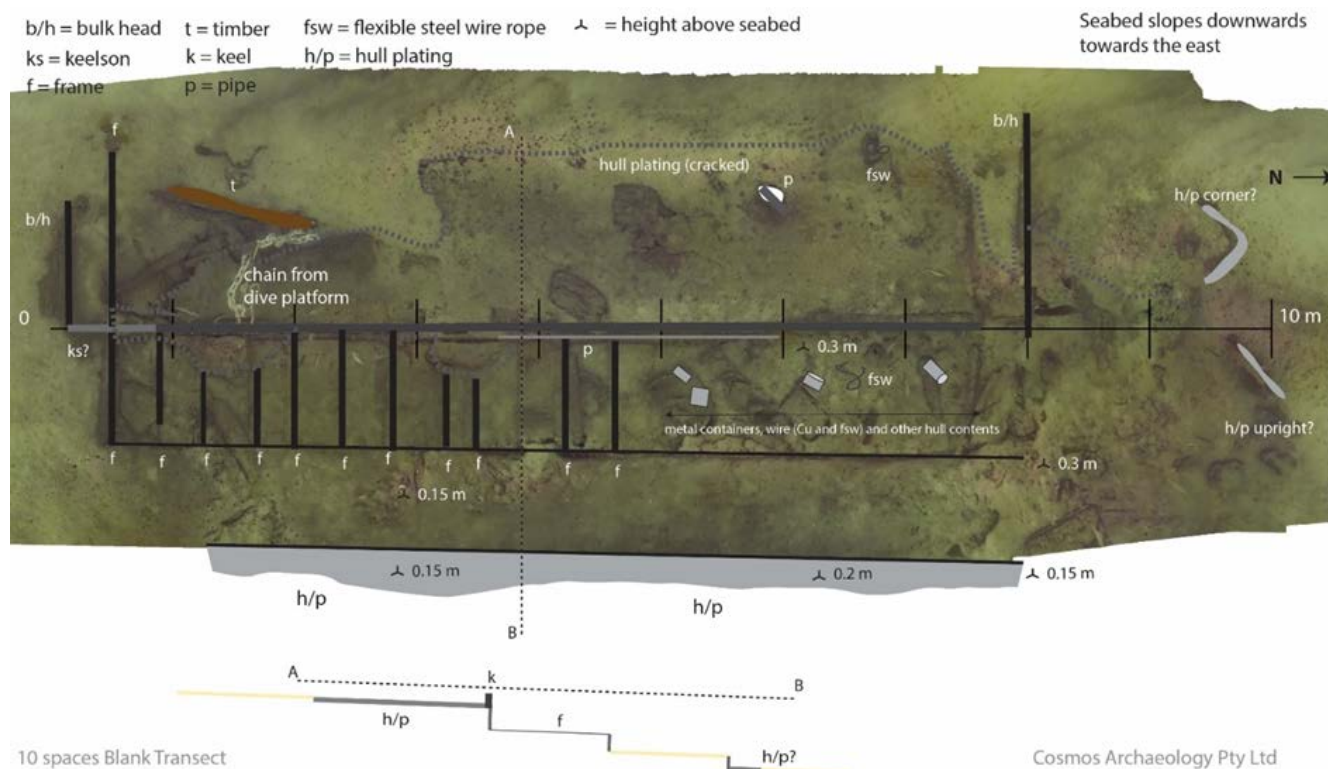 b/h = bulk head
t = timber
fsw = flexible steel wire rope
= height above seabed
Seabed slopes downwards
towards the east
ks = keelson
k = keel
h/p = hull plating
f = frame
p = pipe
f
A
b/h
hull plating (cracked)
fsw
p
t
N
h/p corner?
b/h
chain from
dive platform
0
10 m
ks?
p
0.3 m
fsw
h/p upright?
metal containers, wire (Cu and fsw) and other hull contents
f
f
f
f
f
f
f
f
f
f
f
0.3 m
0.15 m
0.15 m
0.2 m
0.15 m
h/p
h/p
B
A
k
B
h/p
f
h/p?
10 spaces Blank Transect
Cosmos Archaeology Pty Ltd